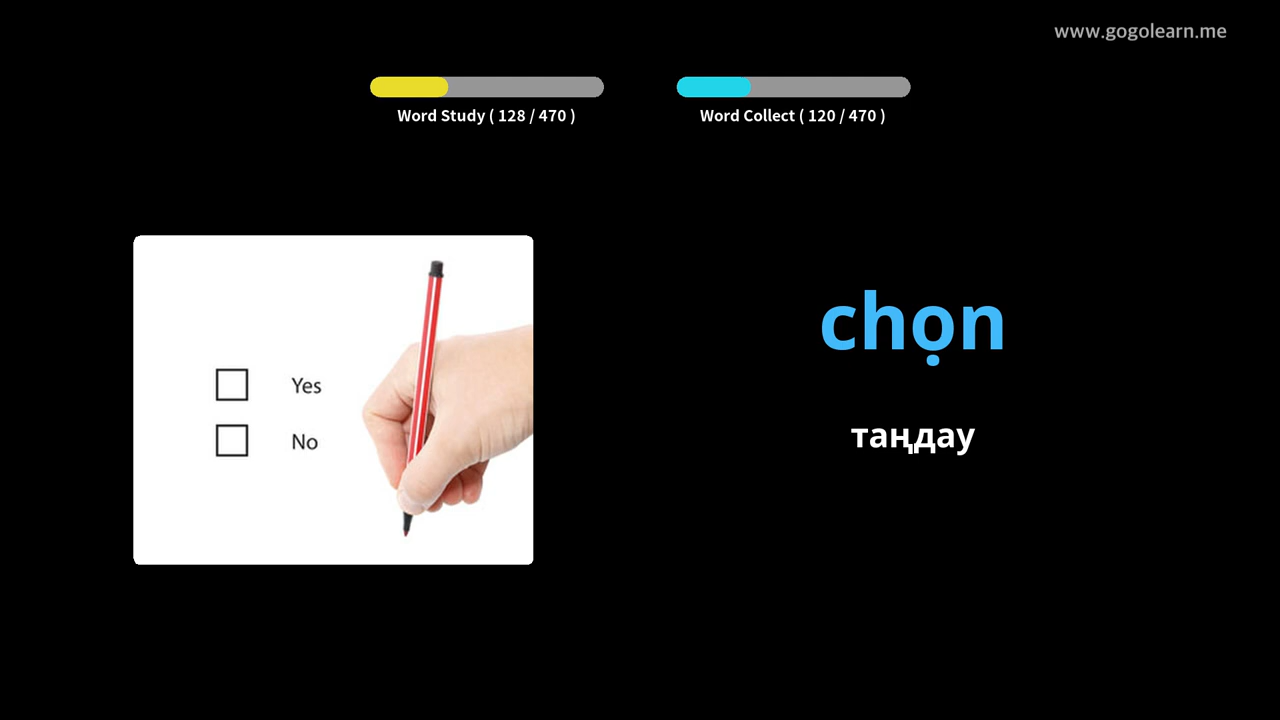 www.gogolearn.me
Word Study ( 128 / 470 )
Word Collect ( 120 / 470 )
Yes
No
chọn
таңдау